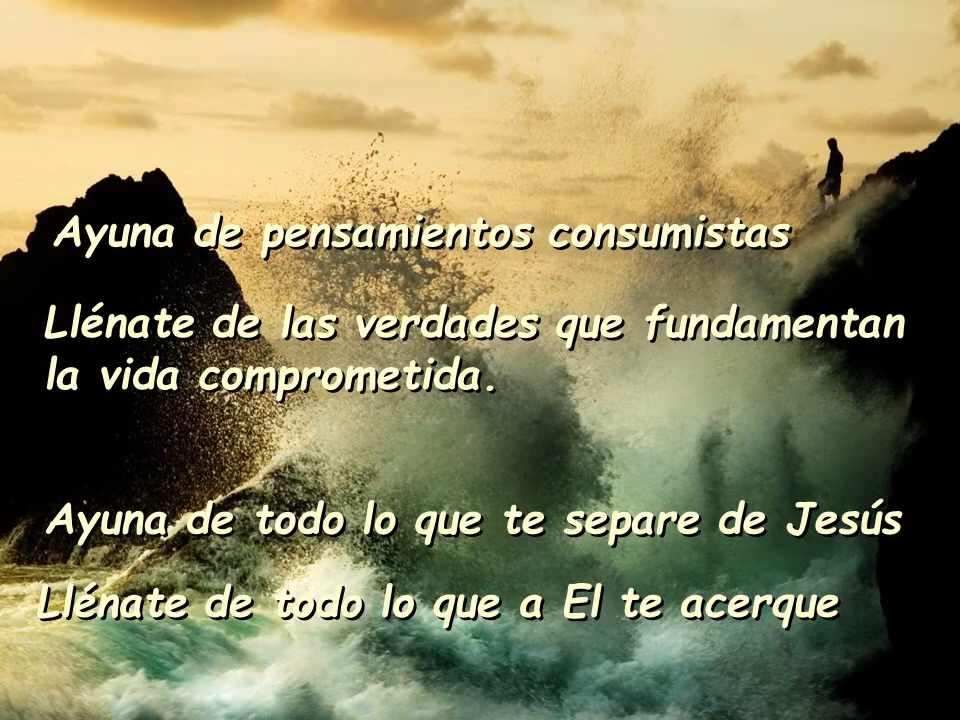 Ayuna de pensamientos consumistas
Llénate de las verdades que fundamentan
la vida comprometida.
Ayuna de todo lo que te separe de Jesús
Llénate de todo lo que a El te acerque